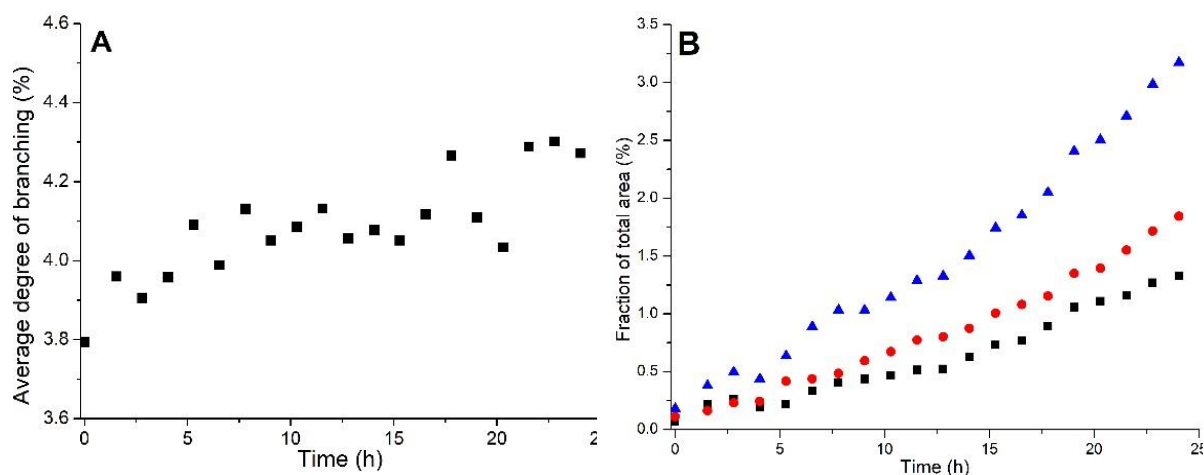 A
Average degree of branching (%)
4.6
4.4
4.2
4.0
3.8
3.6
0 5 10 15 20 2
Time (h)
B
Fraction of total area (%)
3.5
3.0
2.5
2.0
1.5
1.0
0.5
0.0
0 5 10 15 20 25
Time (h)